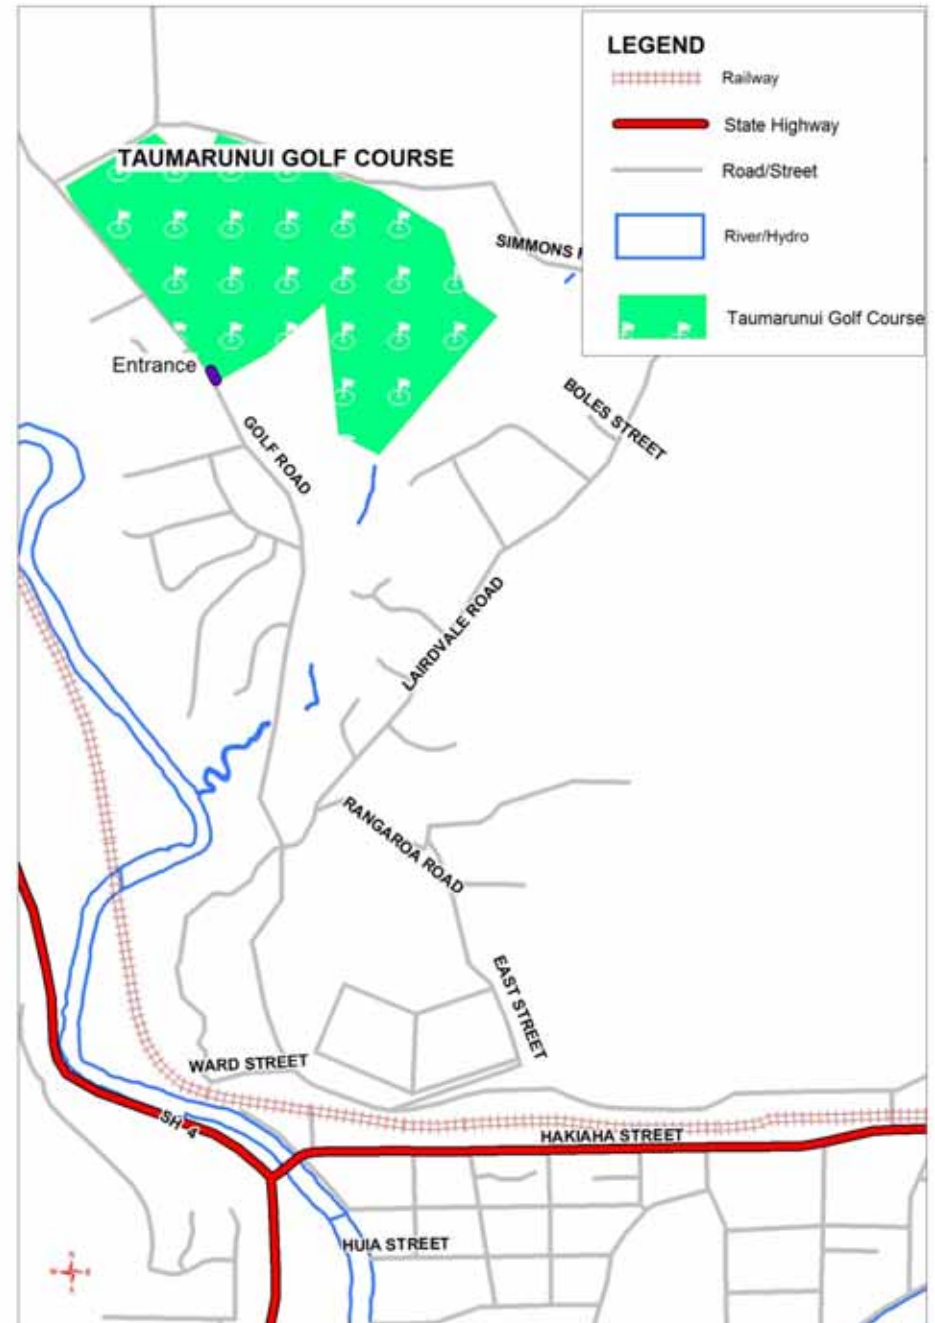 LEGEND
Railway
State Highway
Road/Street
River/Hydro
Taumarunui Golf Course
TAUMARUNUI GOLF COURSE
SIMMONS
Entrance
BOLES STREET
GOLF ROAD
LAIRDVALE ROAD
RANGAROA ROAD
EAST STREET
WARD STREET
SH 4
HAKIAHA STREET
HUIA STREET